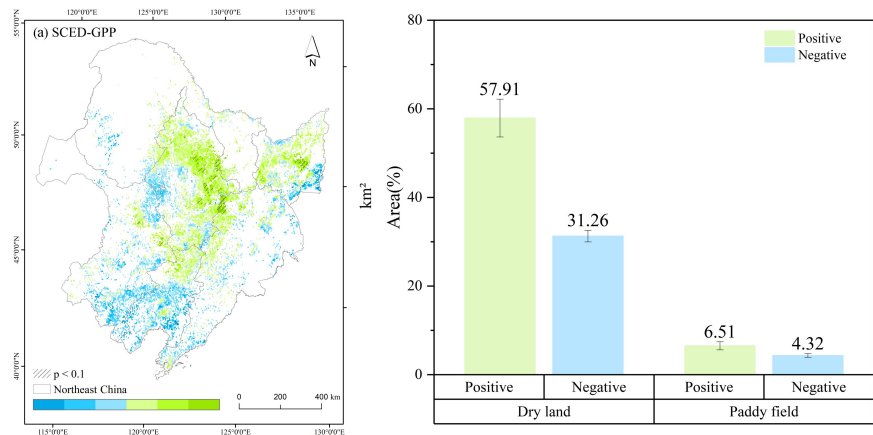 120°0'0"E 125°0'0"E 130°0'0"E 135°0'0"E
(a) SCED-GPP
N
55°0'0"N
50°0'0"N
45°0'0"N
40°0'0"N
p < 0.1
Northeast China
0 200 400 km
115°0'0"E 120°0'0"E 125°0'0"E 130°0'0"E
km²
Area(%)
80
60
40
20
0
Positive
Negative
57.91
31.26
6.51
4.32
Positive Negative Positive Negative
Dry land Paddy field